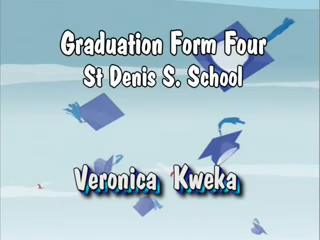 Graduation Form Four
St Denis S. School
Veronica Kweka